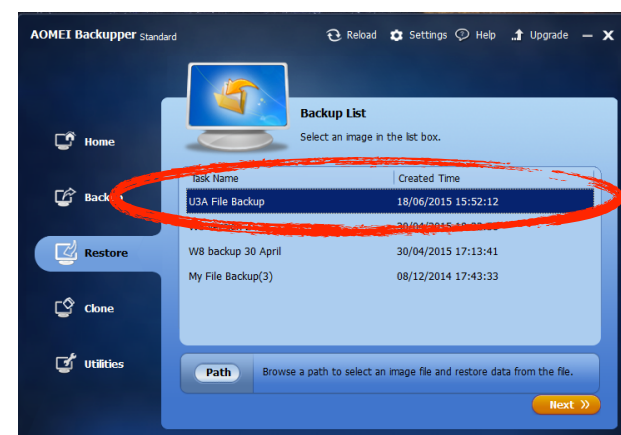 AOMEI Backupper Standard
Reload Settings Help Upgrade
Backup List
Select an image in the list box.
Home
Task Name Created Time
Backup
U3A File Backup 18/06/2015 15:52:12
Restore
W8 backup 30 April 30/04/2015 17:13:41
My File Backup(3) 08/12/2014 17:43:33
Clone
Utilities
Path Browse a path to select an image file and restore data from the file.
Next